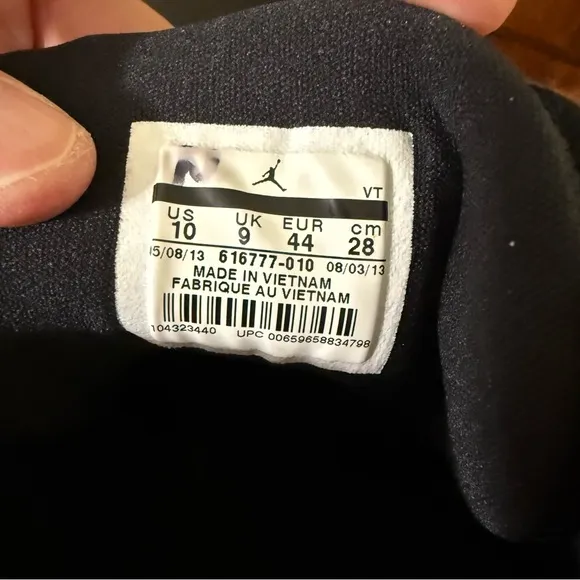 VT
US UK EUR cm
10 9 44 28
5/08/13 616777-010 08/03/13
MADE IN VIETNAM
FABRIQUE AU VIETNAM
104323440 UPC 00659658834798